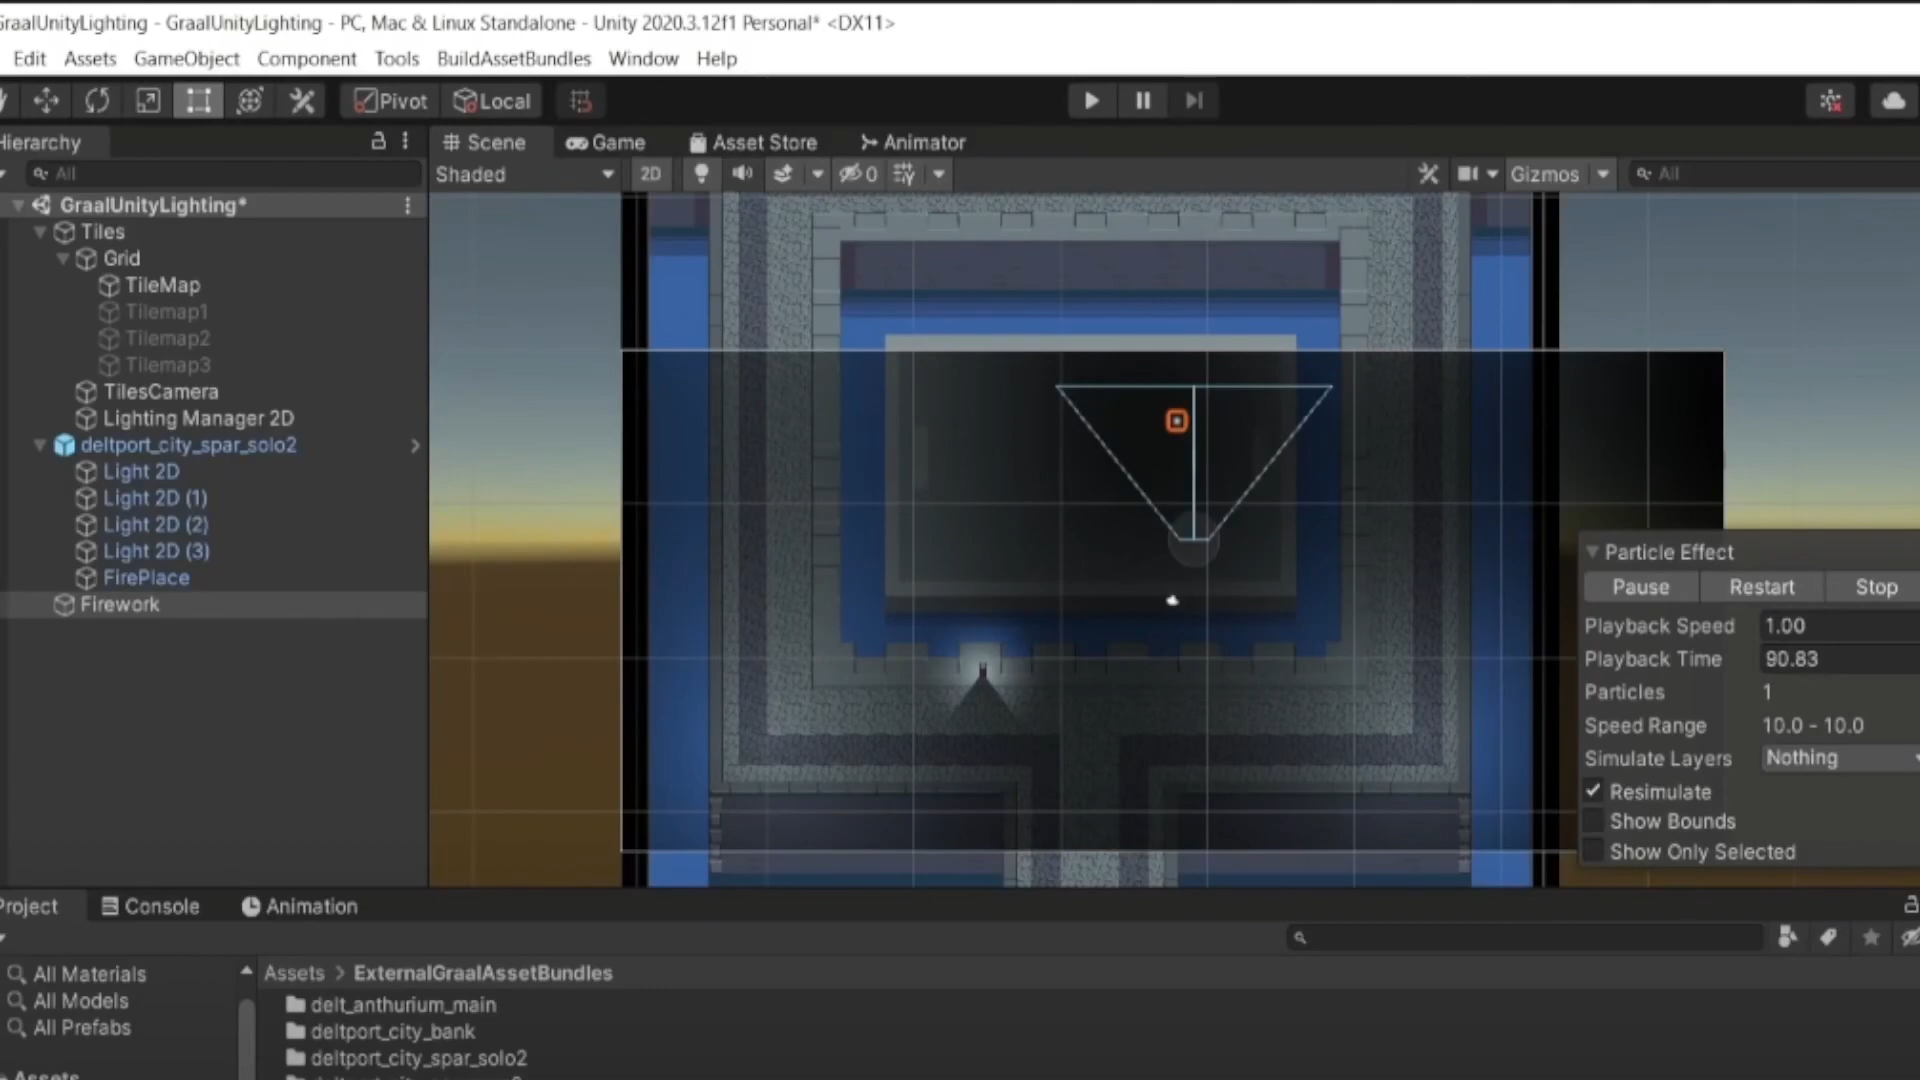 GraalUnityLighting - GraalUnityLighting - PC, Mac & Linux Standalone - Unity 2020.3.12f1 Personal* <DX11>
Edit Assets GameObject Component Tools BuildAssetBundles Window Help
Pivot Local
Hierarchy
Scene Game Asset Store Animator
All
Shaded 2D 0 Gizmos All
GraalUnityLighting*
Tiles
Grid
TileMap
Tilemap1
Tilemap2
Tilemap3
TilesCamera
Lighting Manager 2D
deltport_city_spar_solo2
Light 2D
Light 2D (1)
Light 2D (2)
Light 2D (3)
FirePlace
Firework
Particle Effect
Pause Restart Stop
Playback Speed 1.00
Playback Time 90.83
Particles 1
Speed Range 10.0 - 10.0
Simulate Layers Nothing
Resimulate
Show Bounds
Show Only Selected
Project Console Animation
All Materials
All Models
All Prefabs
Assets
Assets > ExternalGraalAssetBundles
delt_anthurium_main
deltport_city_bank
deltport_city_spar_solo2